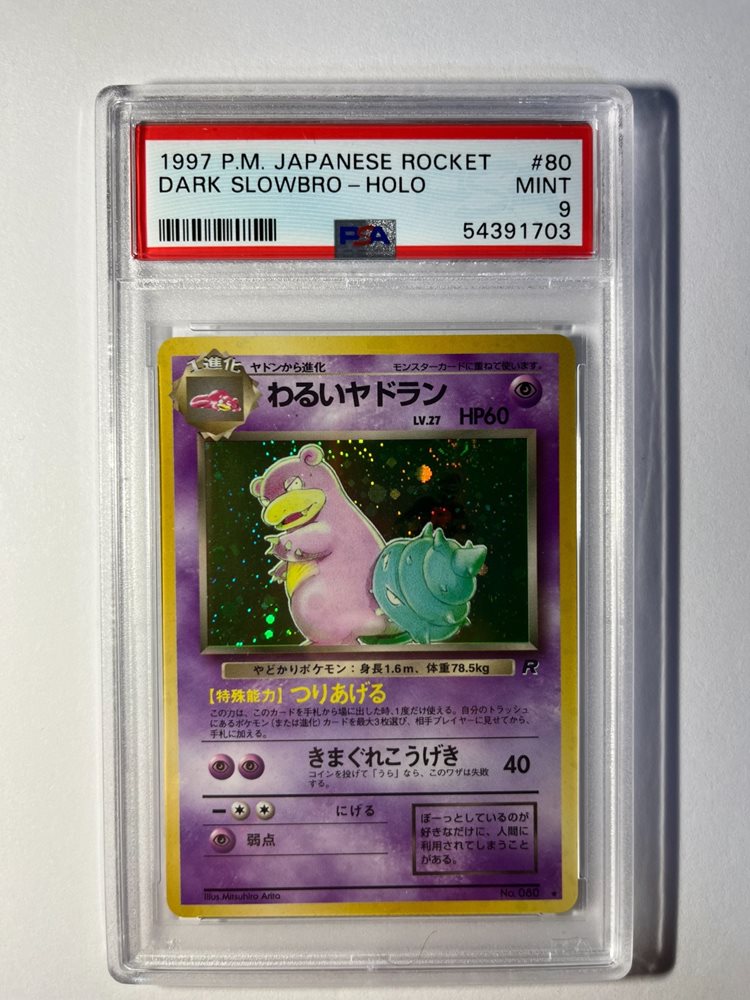 1997 P.M. JAPANESE ROCKET #80
DARK SLOWBRO - HOLO MINT
9
PSA 54391703
1進化 ヤドンから進化 モンスターカードに重ねて使います。
わるいヤドラン
LV.27 HP60
やどかりポケモン:身長1.6m、体重78.5kg
R
【特殊能力】つりあげる
この力は、このカードを手札から場に出した時、1度だけ使える。自分のトラッシュ
にあるポケモン(または進化)カードを最大3枚選び、相手プレイヤーに見せてから、
手札に加える。
きまぐれこうげき 40
コインを投げて「うら」なら、このワザは失敗
する。
にげる
弱点
ぼーっとしているのが
好きなだけに、人間に
利用されてしまうこと
がある。
Illus.Mitsuhiro Arita No.080 ★